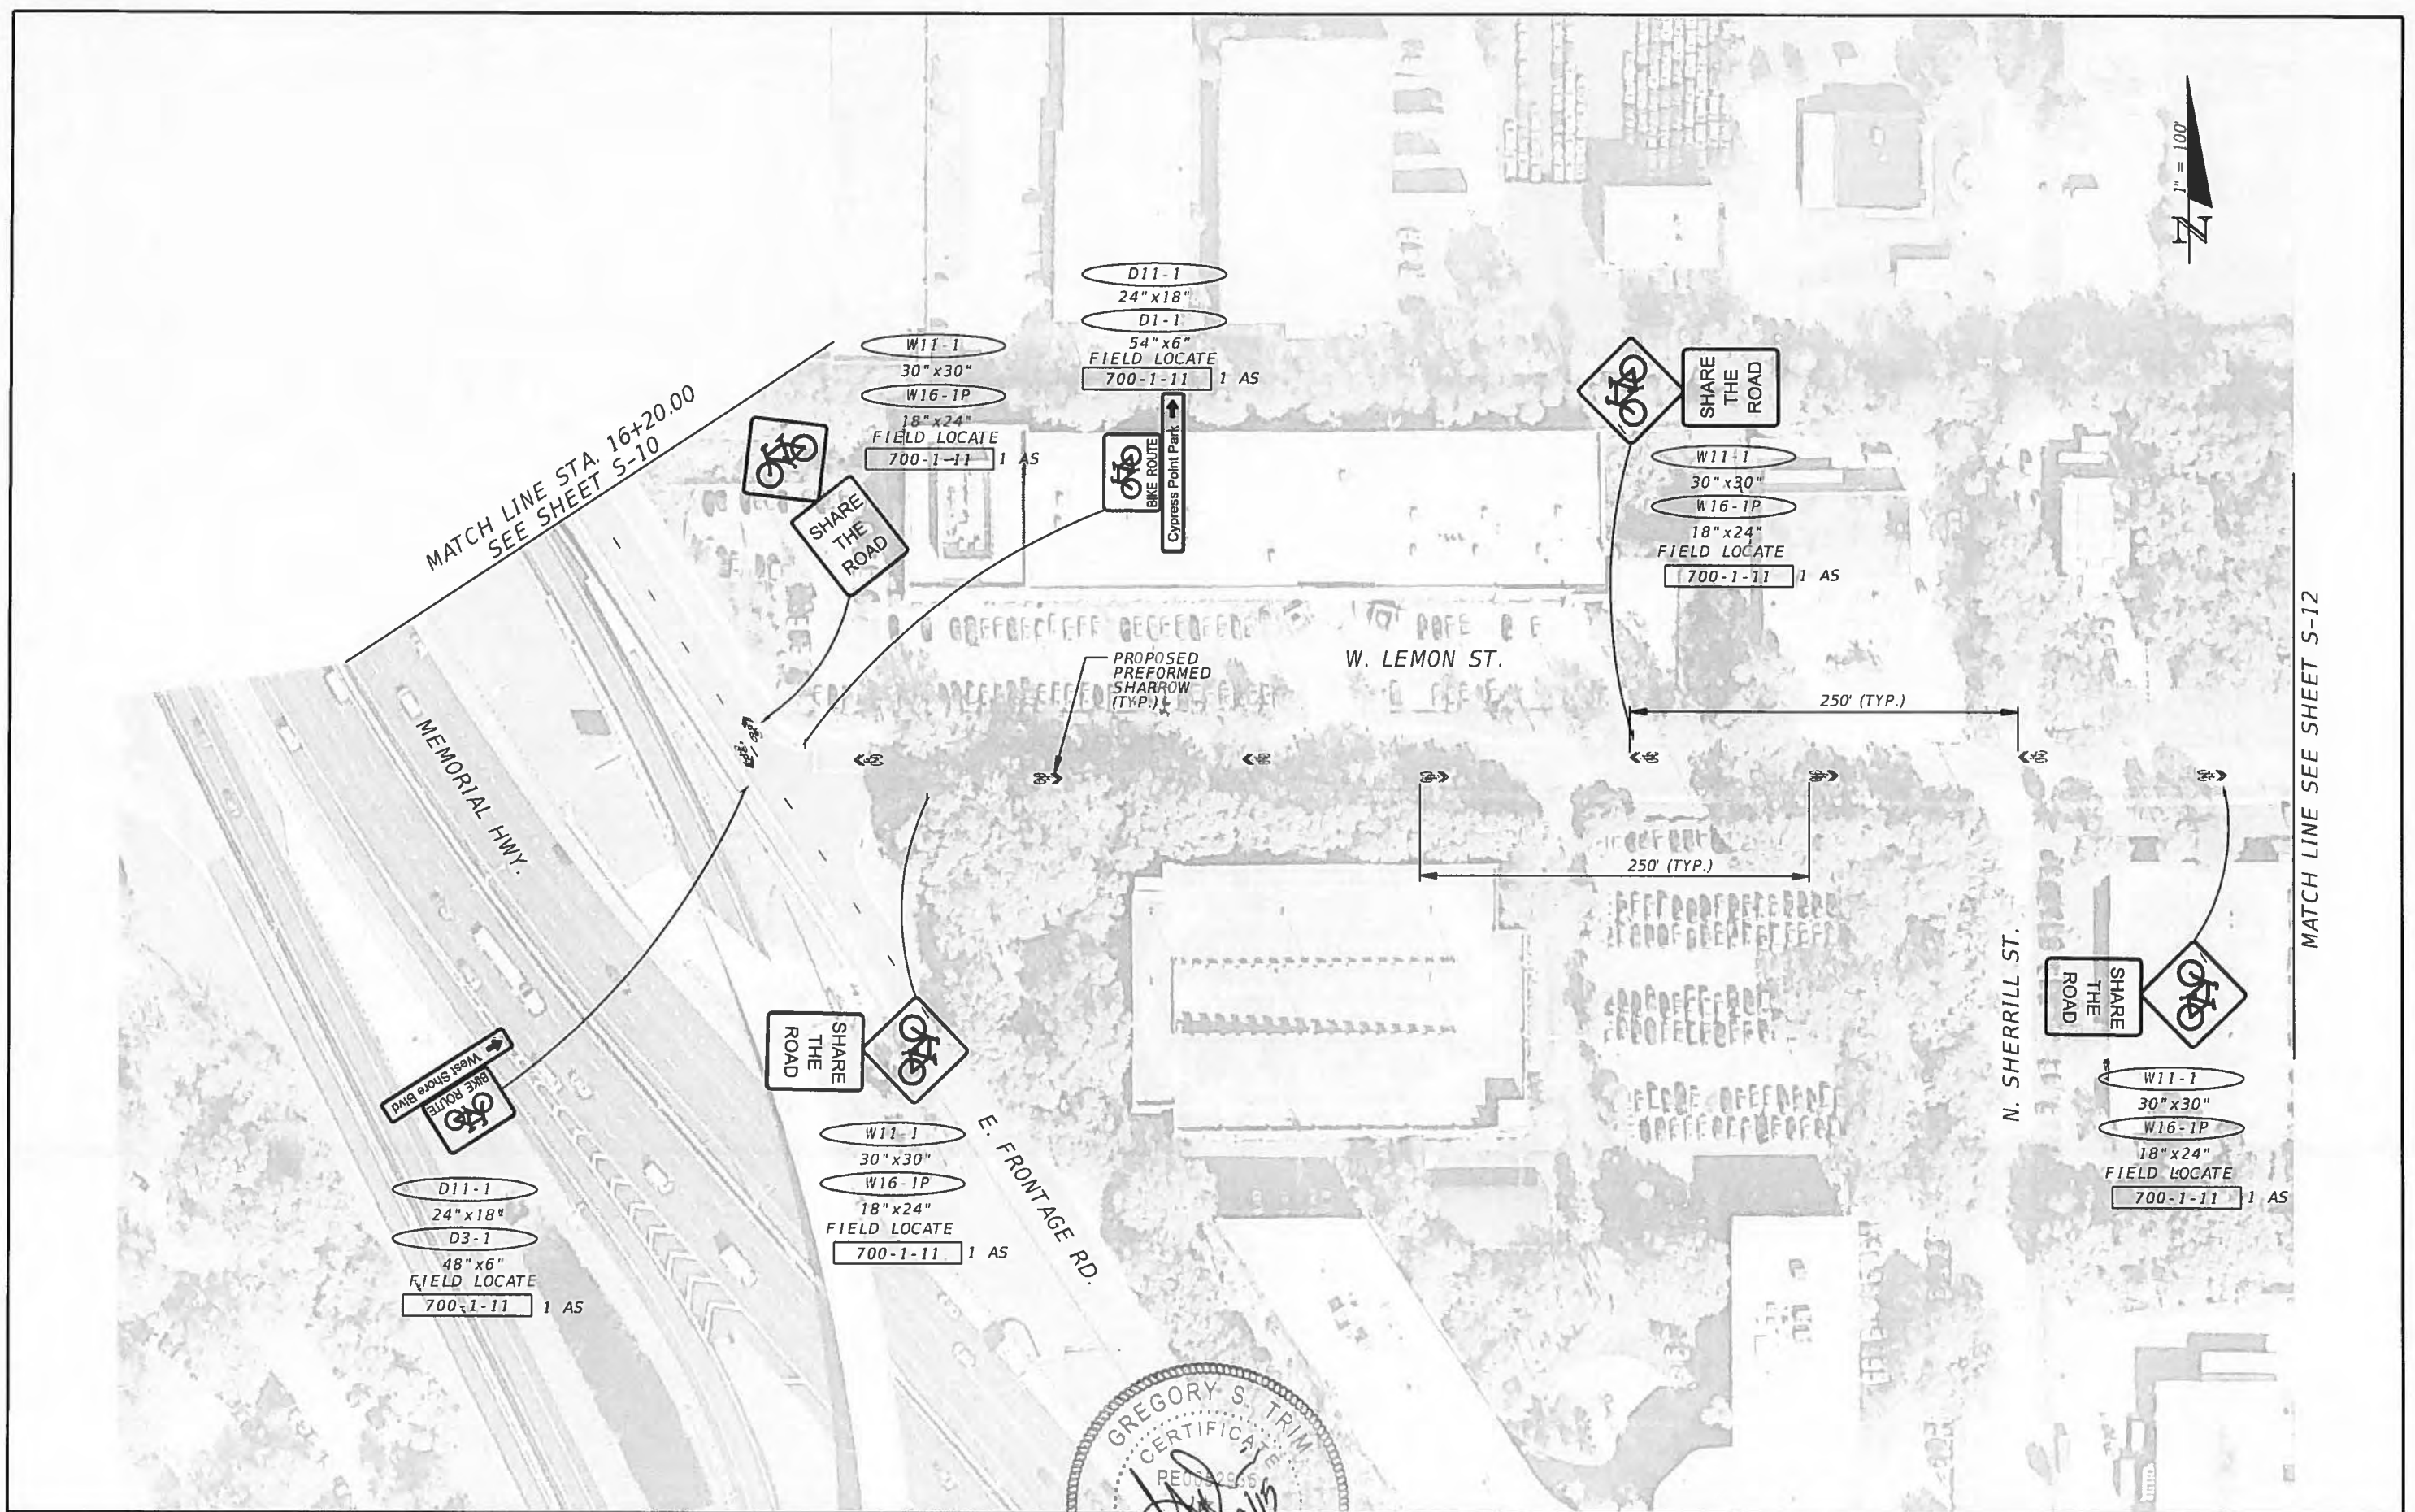 1" = 100'
N
D11-1
24"x18"
D1-1
54"x6"
FIELD LOCATE
700-1-11 1 AS
BIKE ROUTE
Cypress Point Park
W11-1
30"x30"
W16-1P
18"x24"
FIELD LOCATE
700-1-11 1 AS
SHARE
THE
ROAD
MATCH LINE STA. 16+20.00
SEE SHEET S-10
SHARE
THE
ROAD
W11-1
30"x30"
W16-1P
18"x24"
FIELD LOCATE
700-1-11 1 AS
PROPOSED
PREFORMED
SHARROW
(TYP.)
W. LEMON ST.
250' (TYP.)
250' (TYP.)
MATCH LINE SEE SHEET S-12
MEMORIAL HWY.
N. SHERRILL ST.
SHARE
THE
ROAD
W11-1
30"x30"
W16-1P
18"x24"
FIELD LOCATE
700-1-11 1 AS
West Shore Blvd
BIKE ROUTE
D11-1
24"x18"
D3-1
48"x6"
FIELD LOCATE
700-1-11 1 AS
SHARE
THE
ROAD
W11-1
30"x30"
W16-1P
18"x24"
FIELD LOCATE
700-1-11 1 AS
E. FRONTAGE RD.
GREGORY S. TRIM
CERTIFICATE